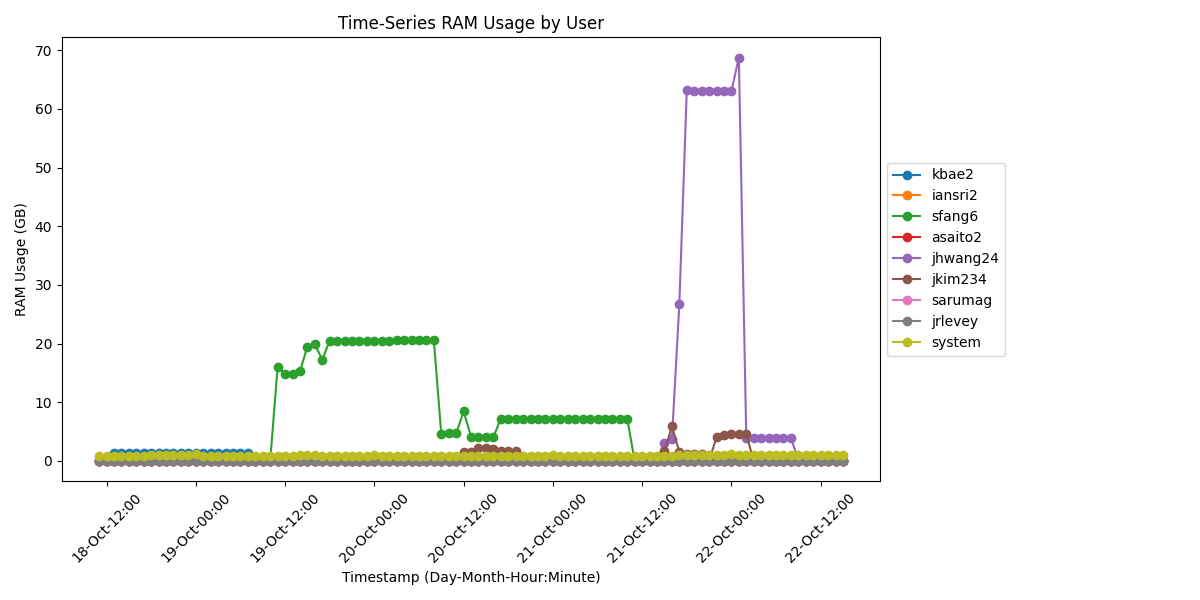 Time-Series RAM Usage by User
RAM Usage (GB)
70
60
50
40
30
20
10
0
18-Oct-12:00
19-Oct-00:00
19-Oct-12:00
20-Oct-00:00
20-Oct-12:00
21-Oct-00:00
21-Oct-12:00
22-Oct-00:00
22-Oct-12:00
Timestamp (Day-Month-Hour:Minute)
kbae2
iansri2
sfang6
asaito2
jhwang24
jkim234
sarumag
jrlevey
system